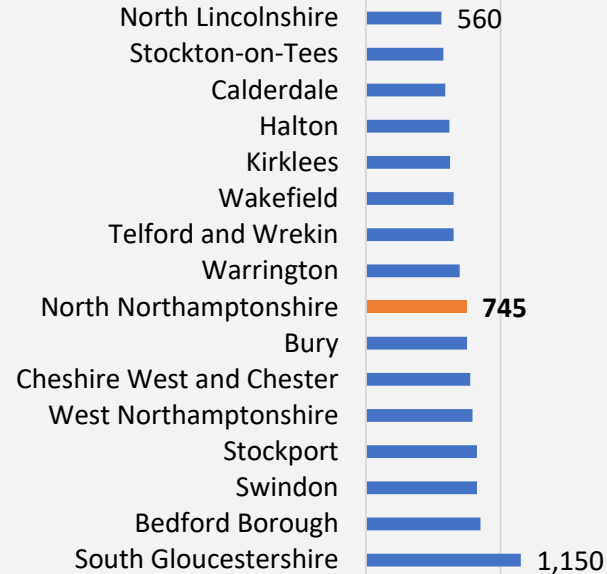 North Lincolnshire 560
Stockton-on-Tees
Calderdale
Halton
Kirklees
Wakefield
Telford and Wrekin
Warrington
North Northamptonshire 745
Bury
Cheshire West and Chester
West Northamptonshire
Stockport
Swindon
Bedford Borough
South Gloucestershire 1,150